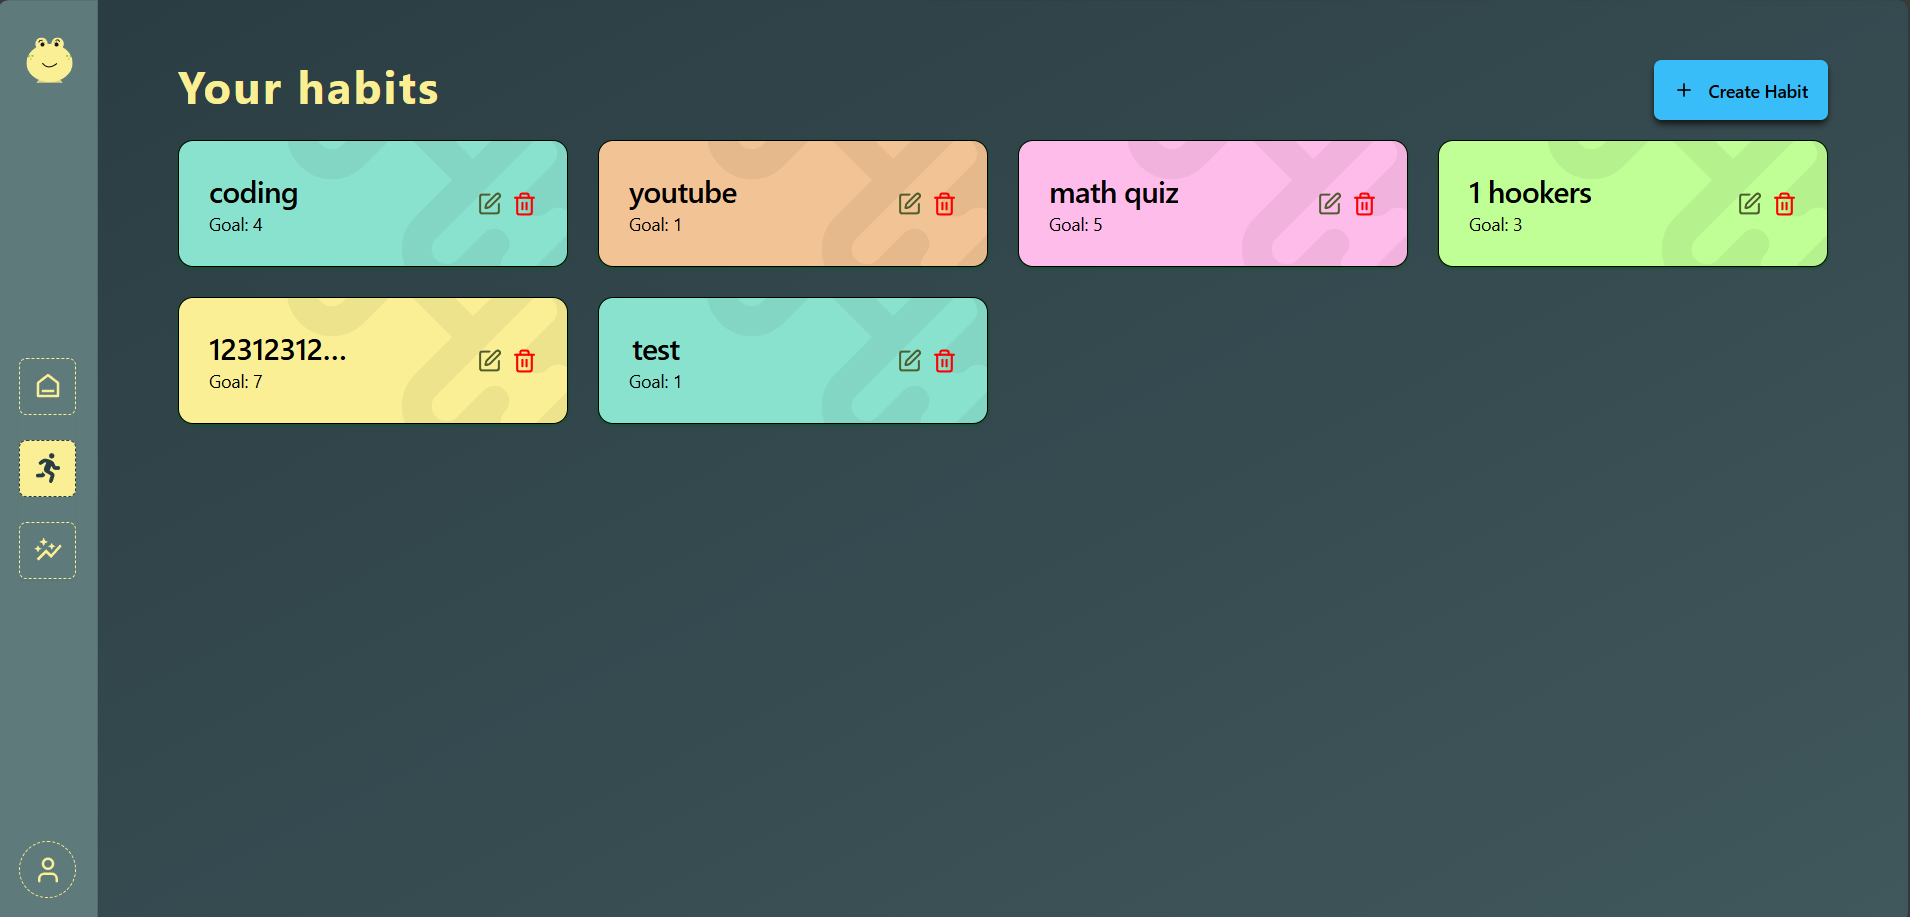 Your habits
+ Create Habit
coding
Goal: 4
youtube
Goal: 1
math quiz
Goal: 5
1 hookers
Goal: 3
12312312...
Goal: 7
test
Goal: 1